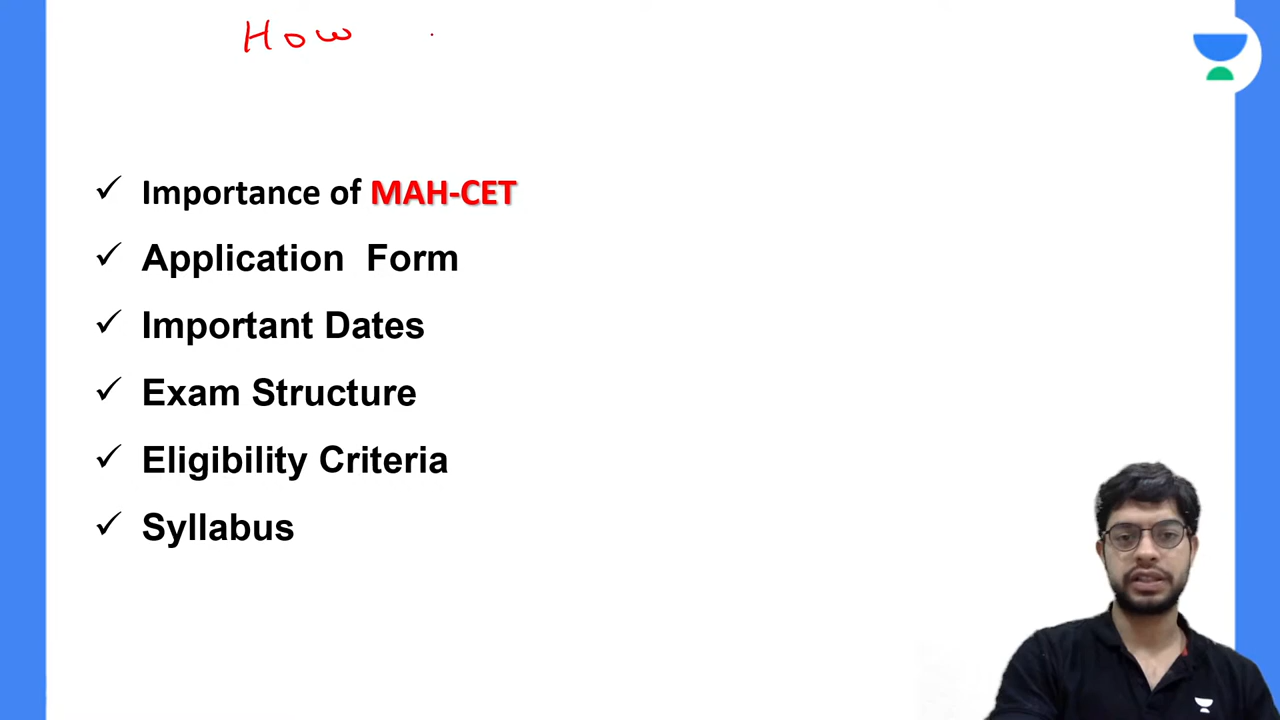 How
Importance of MAH-CET
Application Form
Important Dates
Exam Structure
Eligibility Criteria
Syllabus